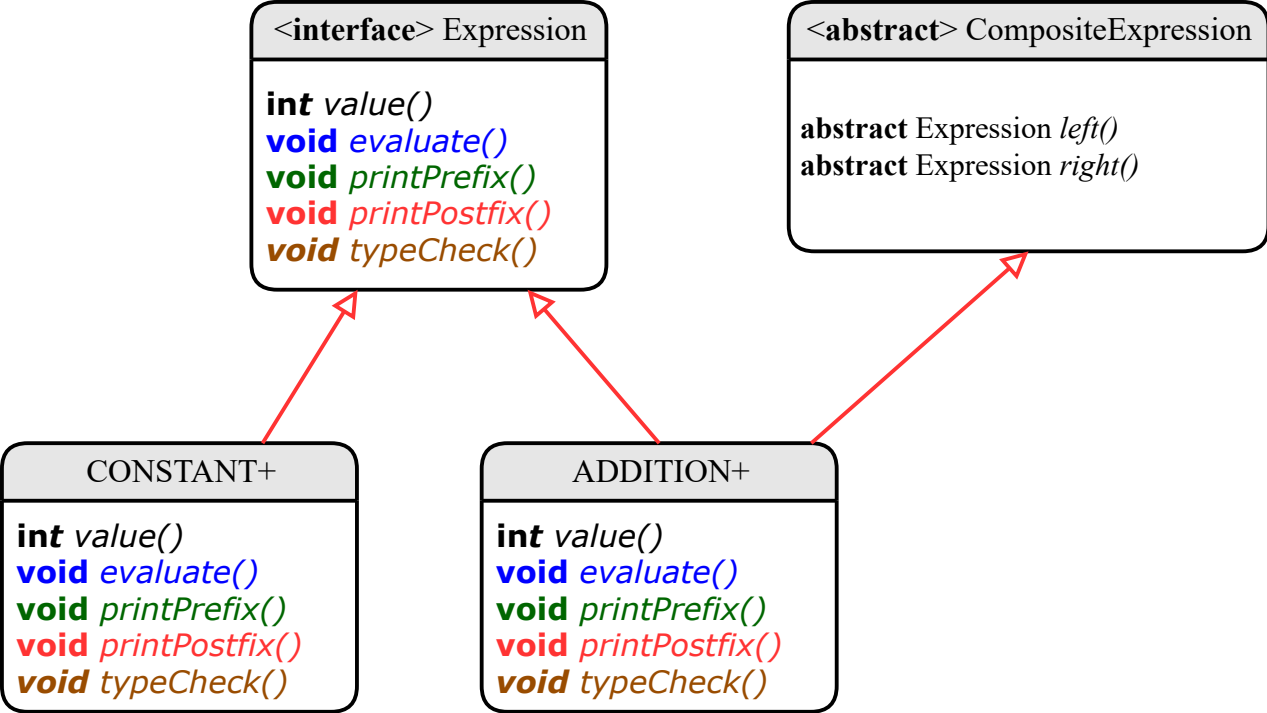 <interface> Expression
int value()
void evaluate()
void printPrefix()
void printPostfix()
void typeCheck()
<abstract> CompositeExpression
abstract Expression left()
abstract Expression right()
CONSTANT+
int value()
void evaluate()
void printPrefix()
void printPostfix()
void typeCheck()
ADDITION+
int value()
void evaluate()
void printPrefix()
void printPostfix()
void typeCheck()